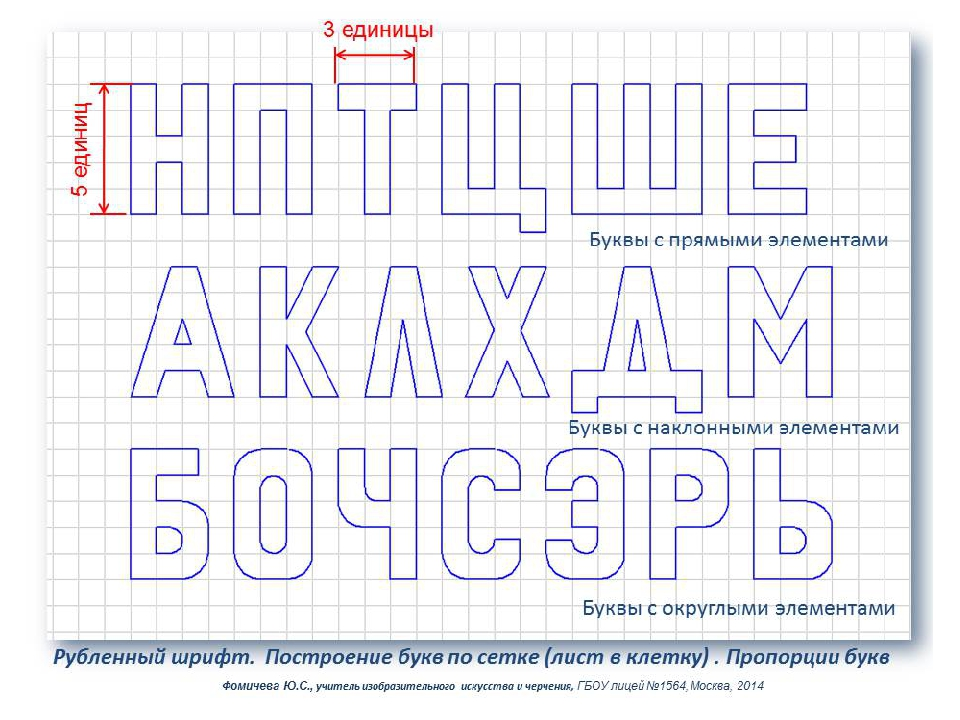 3 единицы
5 единиц
НПТЦШЕ
Буквы с прямыми элементами
АКЛХДМ
Буквы с наклонными элементами
БОЧСЭРЬ
Буквы с округлыми элементами
Рубленный шрифт. Построение букв по сетке (лист в клетку) . Пропорции букв
Фомичева Ю.С., учитель изобразительного искусства и черчения, ГБОУ лицей №1564, Москва, 2014